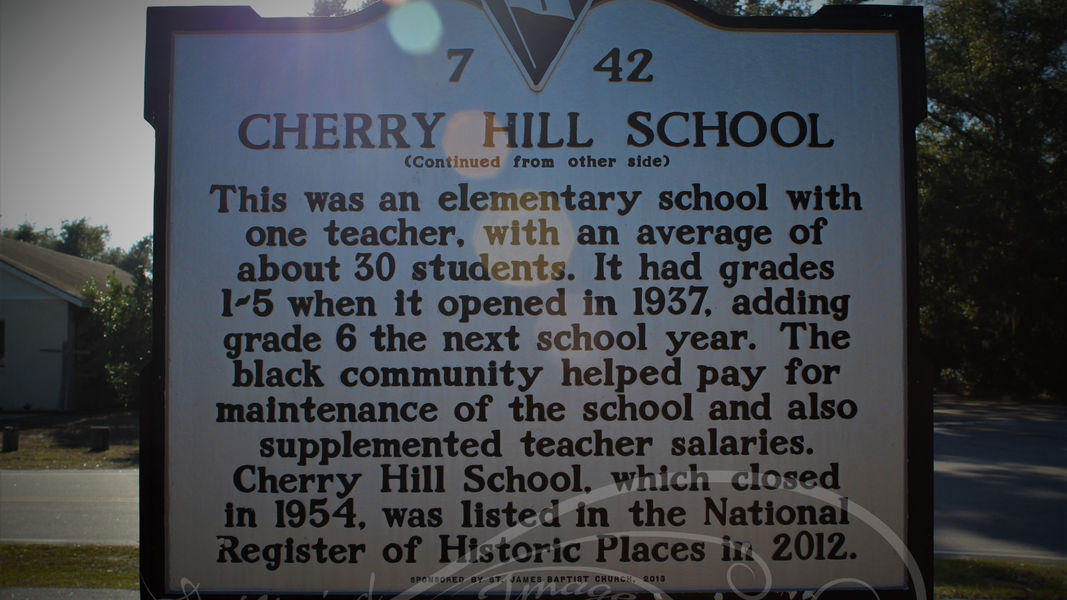 7 42
CHERRY HILL SCHOOL
(Continued from other side)
This was an elementary school with
one teacher, with an average of
about 30 students. It had grades
1-5 when it opened in 1937, adding
grade 6 the next school year. The
black community helped pay for
maintenance of the school and also
supplemented teacher salaries.
Cherry Hill School, which closed
in 1954, was listed in the National
Register of Historic Places in 2012.
SPONSORED BY ST. JAMES BAPTIST CHURCH, 2013
Image